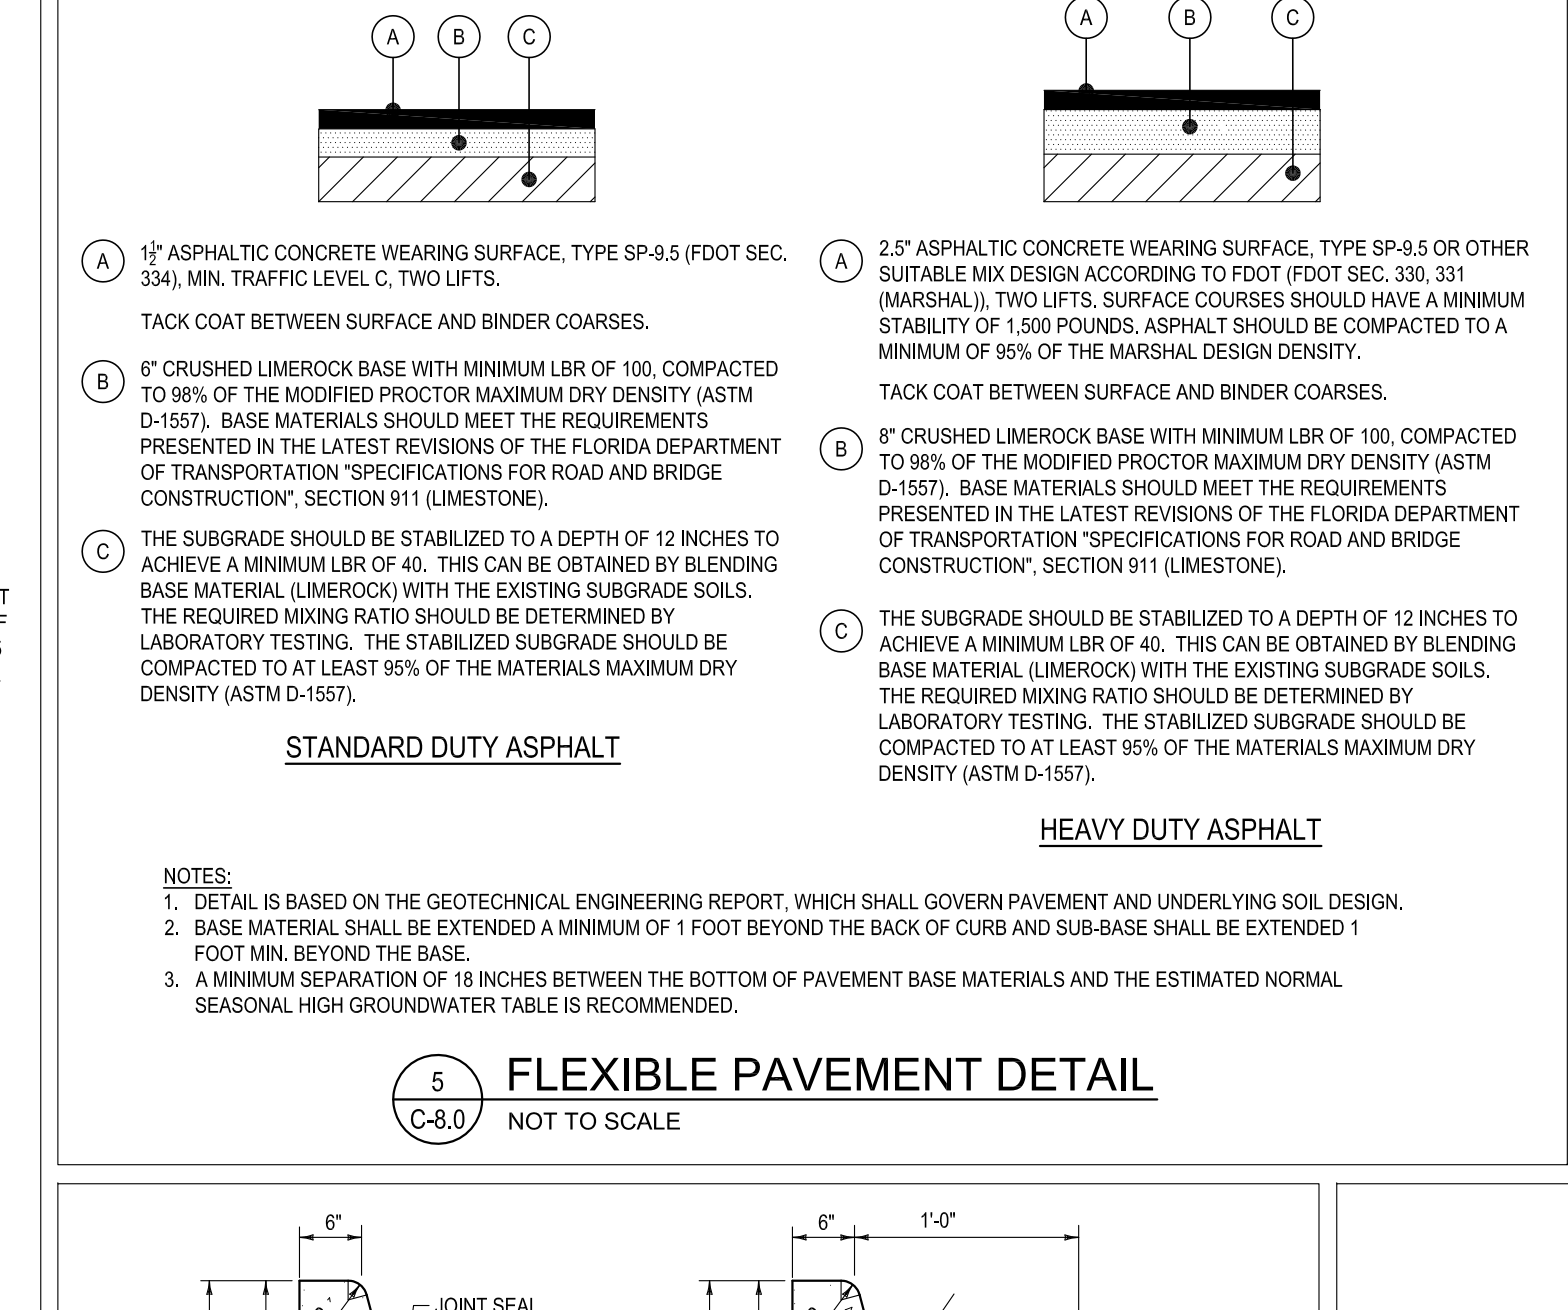 A B C
1½" ASPHALTIC CONCRETE WEARING SURFACE, TYPE SP-9.5 (FDOT SEC.
334), MIN. TRAFFIC LEVEL C, TWO LIFTS.
TACK COAT BETWEEN SURFACE AND BINDER COARSES.
A
6" CRUSHED LIMEROCK BASE WITH MINIMUM LBR OF 100, COMPACTED
TO 98% OF THE MODIFIED PROCTOR MAXIMUM DRY DENSITY (ASTM
D-1557). BASE MATERIALS SHOULD MEET THE REQUIREMENTS
PRESENTED IN THE LATEST REVISIONS OF THE FLORIDA DEPARTMENT
OF TRANSPORTATION "SPECIFICATIONS FOR ROAD AND BRIDGE
CONSTRUCTION", SECTION 911 (LIMESTONE).
B
THE SUBGRADE SHOULD BE STABILIZED TO A DEPTH OF 12 INCHES TO
ACHIEVE A MINIMUM LBR OF 40. THIS CAN BE OBTAINED BY BLENDING
BASE MATERIAL (LIMEROCK) WITH THE EXISTING SUBGRADE SOILS.
THE REQUIRED MIXING RATIO SHOULD BE DETERMINED BY
LABORATORY TESTING. THE STABILIZED SUBGRADE SHOULD BE
COMPACTED TO AT LEAST 95% OF THE MATERIALS MAXIMUM DRY
DENSITY (ASTM D-1557).
C
STANDARD DUTY ASPHALT
A B C
2.5" ASPHALTIC CONCRETE WEARING SURFACE, TYPE SP-9.5 OR OTHER
SUITABLE MIX DESIGN ACCORDING TO FDOT (FDOT SEC. 330, 331
(MARSHAL)), TWO LIFTS. SURFACE COURSES SHOULD HAVE A MINIMUM
STABILITY OF 1,500 POUNDS. ASPHALT SHOULD BE COMPACTED TO A
MINIMUM OF 95% OF THE MARSHAL DESIGN DENSITY.
TACK COAT BETWEEN SURFACE AND BINDER COARSES.
A
8" CRUSHED LIMEROCK BASE WITH MINIMUM LBR OF 100, COMPACTED
TO 98% OF THE MODIFIED PROCTOR MAXIMUM DRY DENSITY (ASTM
D-1557). BASE MATERIALS SHOULD MEET THE REQUIREMENTS
PRESENTED IN THE LATEST REVISIONS OF THE FLORIDA DEPARTMENT
OF TRANSPORTATION "SPECIFICATIONS FOR ROAD AND BRIDGE
CONSTRUCTION", SECTION 911 (LIMESTONE).
B
THE SUBGRADE SHOULD BE STABILIZED TO A DEPTH OF 12 INCHES TO
ACHIEVE A MINIMUM LBR OF 40. THIS CAN BE OBTAINED BY BLENDING
BASE MATERIAL (LIMEROCK) WITH THE EXISTING SUBGRADE SOILS.
THE REQUIRED MIXING RATIO SHOULD BE DETERMINED BY
LABORATORY TESTING. THE STABILIZED SUBGRADE SHOULD BE
COMPACTED TO AT LEAST 95% OF THE MATERIALS MAXIMUM DRY
DENSITY (ASTM D-1557).
C
HEAVY DUTY ASPHALT
NOTES:
1. DETAIL IS BASED ON THE GEOTECHNICAL ENGINEERING REPORT, WHICH SHALL GOVERN PAVEMENT AND UNDERLYING SOIL DESIGN.
2. BASE MATERIAL SHALL BE EXTENDED A MINIMUM OF 1 FOOT BEYOND THE BACK OF CURB AND SUB-BASE SHALL BE EXTENDED 1
FOOT MIN. BEYOND THE BASE.
3. A MINIMUM SEPARATION OF 18 INCHES BETWEEN THE BOTTOM OF PAVEMENT BASE MATERIALS AND THE ESTIMATED NORMAL
SEASONAL HIGH GROUNDWATER TABLE IS RECOMMENDED.
5
C-8.0
FLEXIBLE PAVEMENT DETAIL
NOT TO SCALE
6"
6" 1'-0"
JOINT SEAL